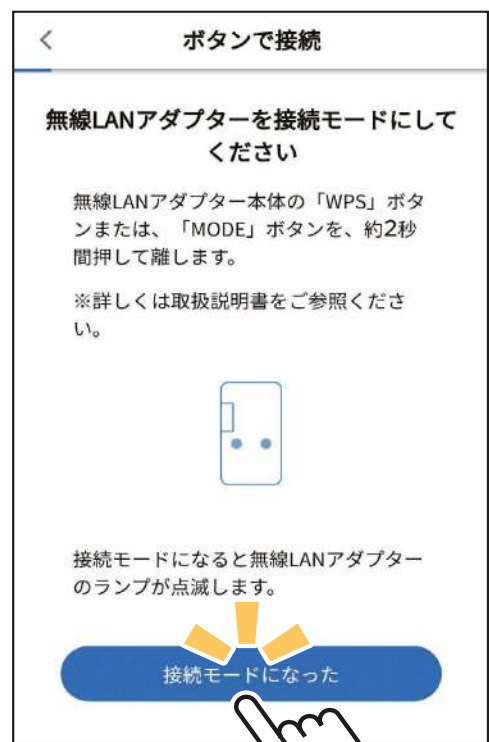 ボタンで接続
無線LANアダプターを接続モードにして
ください
無線LANアダプター本体の「WPS」ボタ
ンまたは、「MODE」ボタンを、約2秒
間押して離します。
※詳しくは取扱説明書をご参照くださ
い。
接続モードになると無線LANアダプター
のランプが点滅します。
接続モードになった